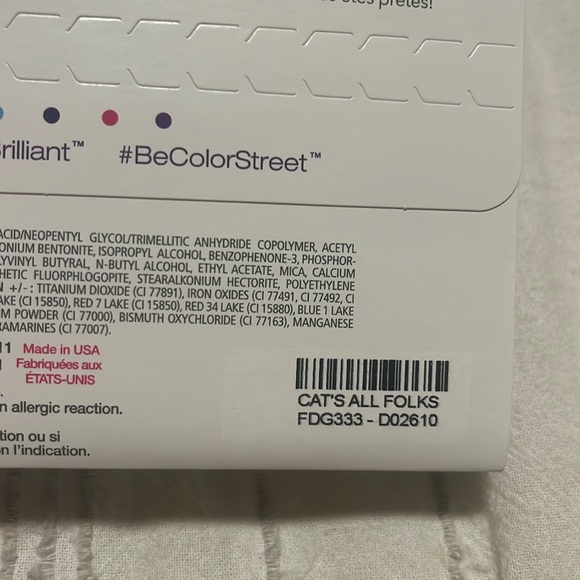 êtes prêtes!
Brilliant™ #BeColorStreet™
ACID/NEOPENTYL GLYCOL/TRIMELLITIC ANHYDRIDE COPOLYMER, ACETYL
ONIUM BENTONITE, ISOPROPYL ALCOHOL, BENZOPHENONE-3, PHOSPHOR-
LYVINYL BUTYRAL, N-BUTYL ALCOHOL, ETHYL ACETATE, MICA, CALCIUM
HETIC FLUORPHLOGOPITE, STEARALKONIUM HECTORITE, POLYETHYLENE
N +/- : TITANIUM DIOXIDE (CI 77891), IRON OXIDES (CI 77491, CI 77492, CI
AKE (CI 15850), RED 7 LAKE (CI 15850), RED 34 LAKE (CI 15880), BLUE 1 LAKE
M POWDER (CI 77000), BISMUTH OXYCHLORIDE (CI 77163), MANGANESE
RAMARINES (CI 77007).
11 Made in USA
Fabriquées aux
ÉTATS-UNIS
n allergic reaction.
tion ou si
n l'indication.
CAT'S ALL FOLKS
FDG333 - D02610